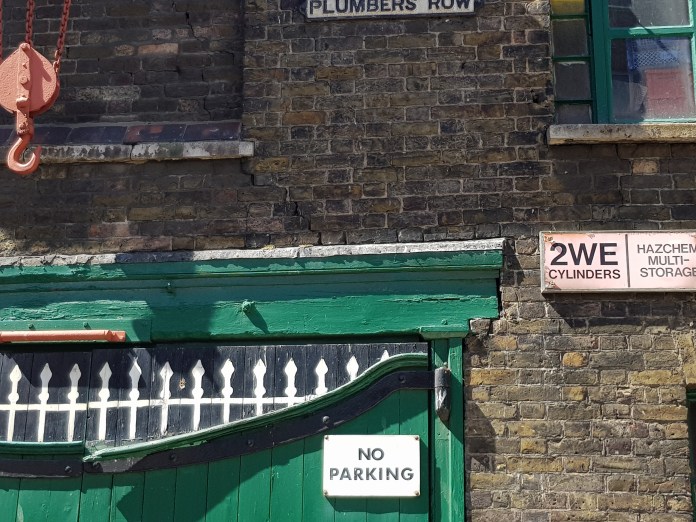 PLUMBERS ROW
2WE
CYLINDERS
HAZCHEM
MULTI-
STORAGE
NO
PARKING